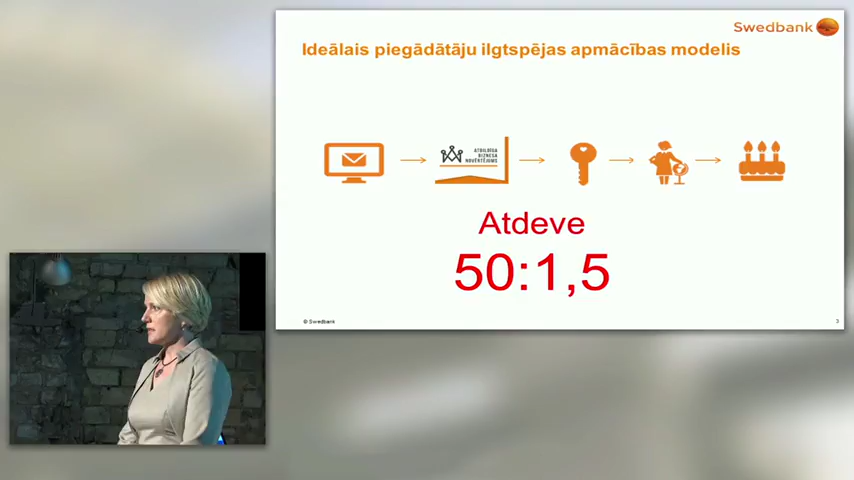 Swedbank
Ideālais piegādātāju ilgtspējas apmācības modelis
ATBILDĪGA
BIZNESA
NOVĒRTĒJUMS
Atdeve
50:1,5
© Swedbank
3